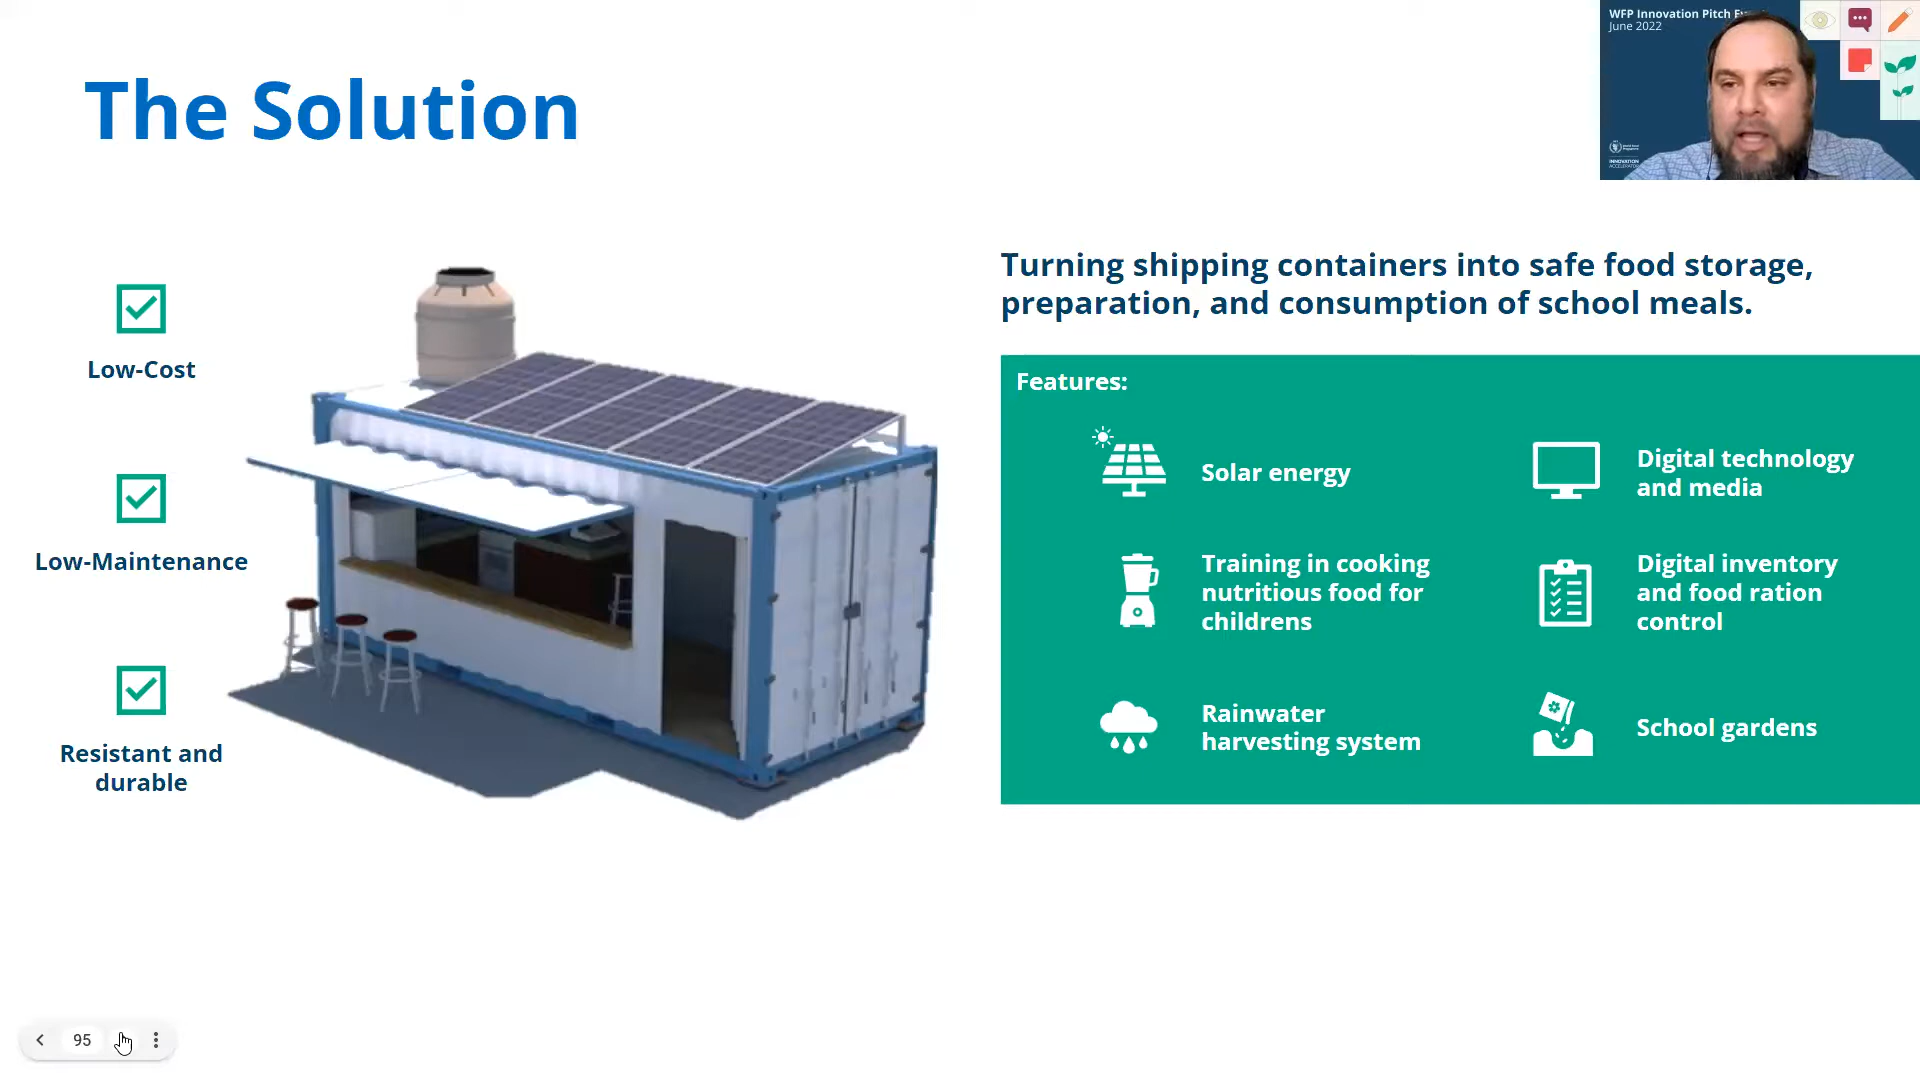 WFP Innovation Pitch
June 2022
The Solution
Low-Cost
Low-Maintenance
Resistant and
durable
Turning shipping containers into safe food storage,
preparation, and consumption of school meals.
Features:
Solar energy
Digital technology
and media
Training in cooking
nutritious food for
childrens
Digital inventory
and food ration
control
Rainwater
harvesting system
School gardens
95